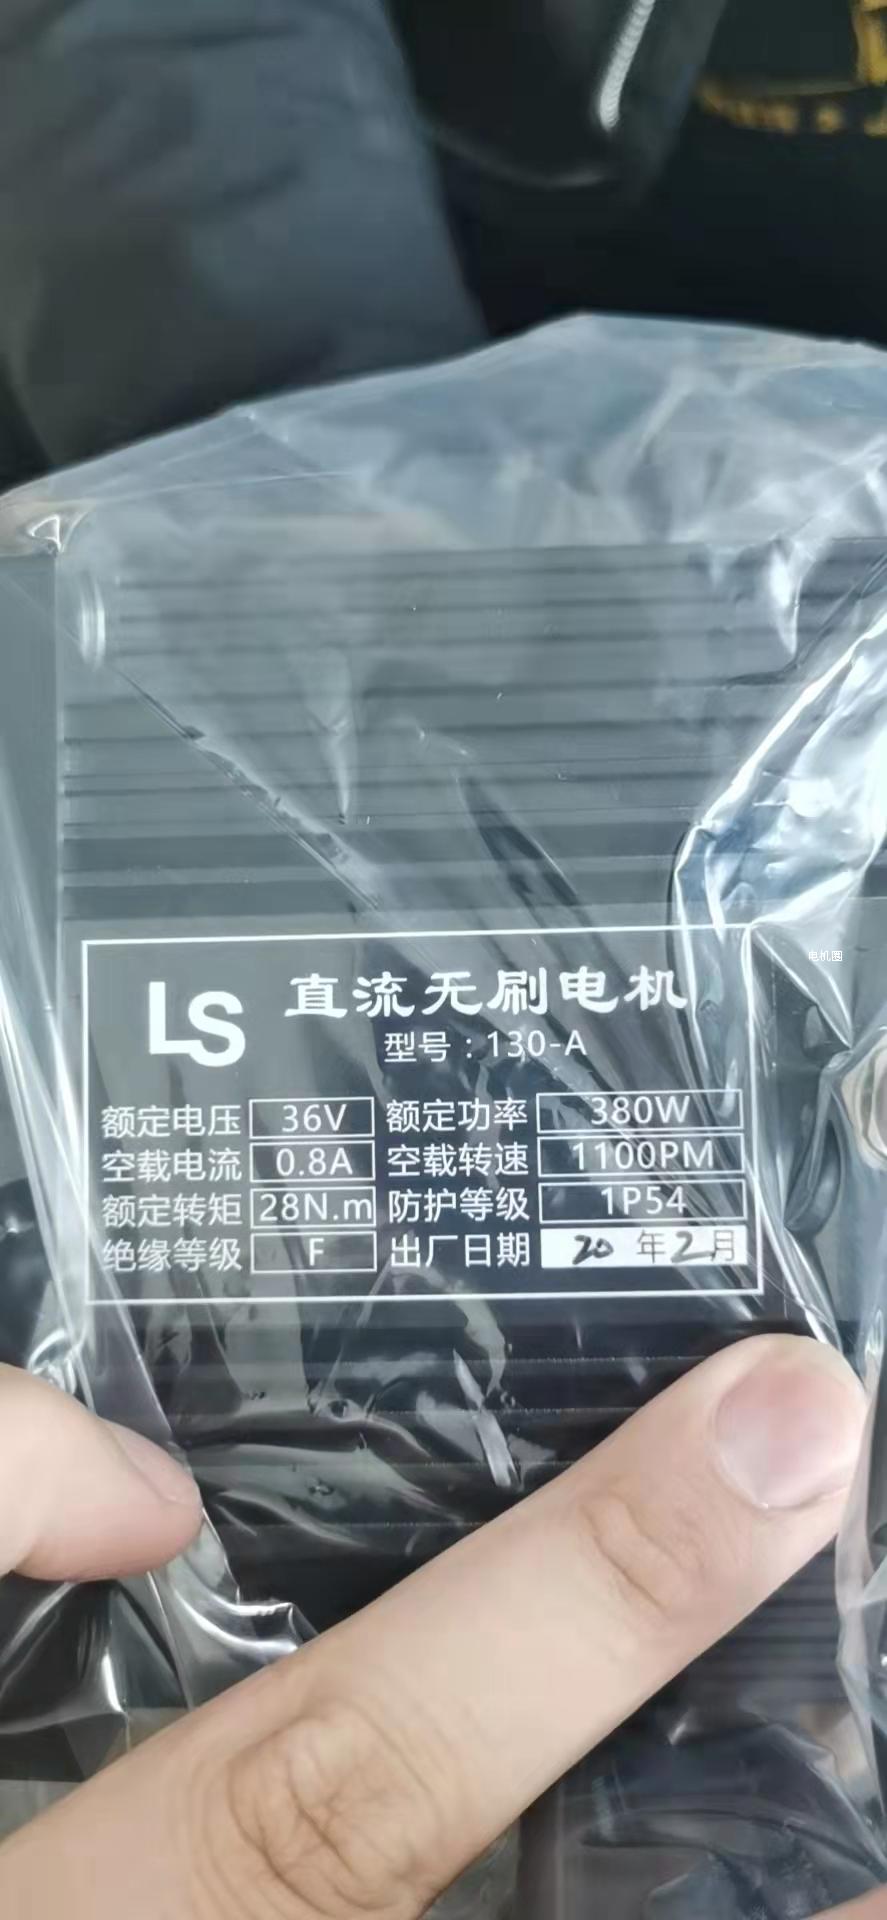 LS 直流无刷电机
型号：130-A
额定电压 36V 额定功率 380W
空载电流 0.8A 空载转速 1100PM
额定转矩 28N.m 防护等级 1P54
绝缘等级 F 出厂日期 20 年2月
电机圈